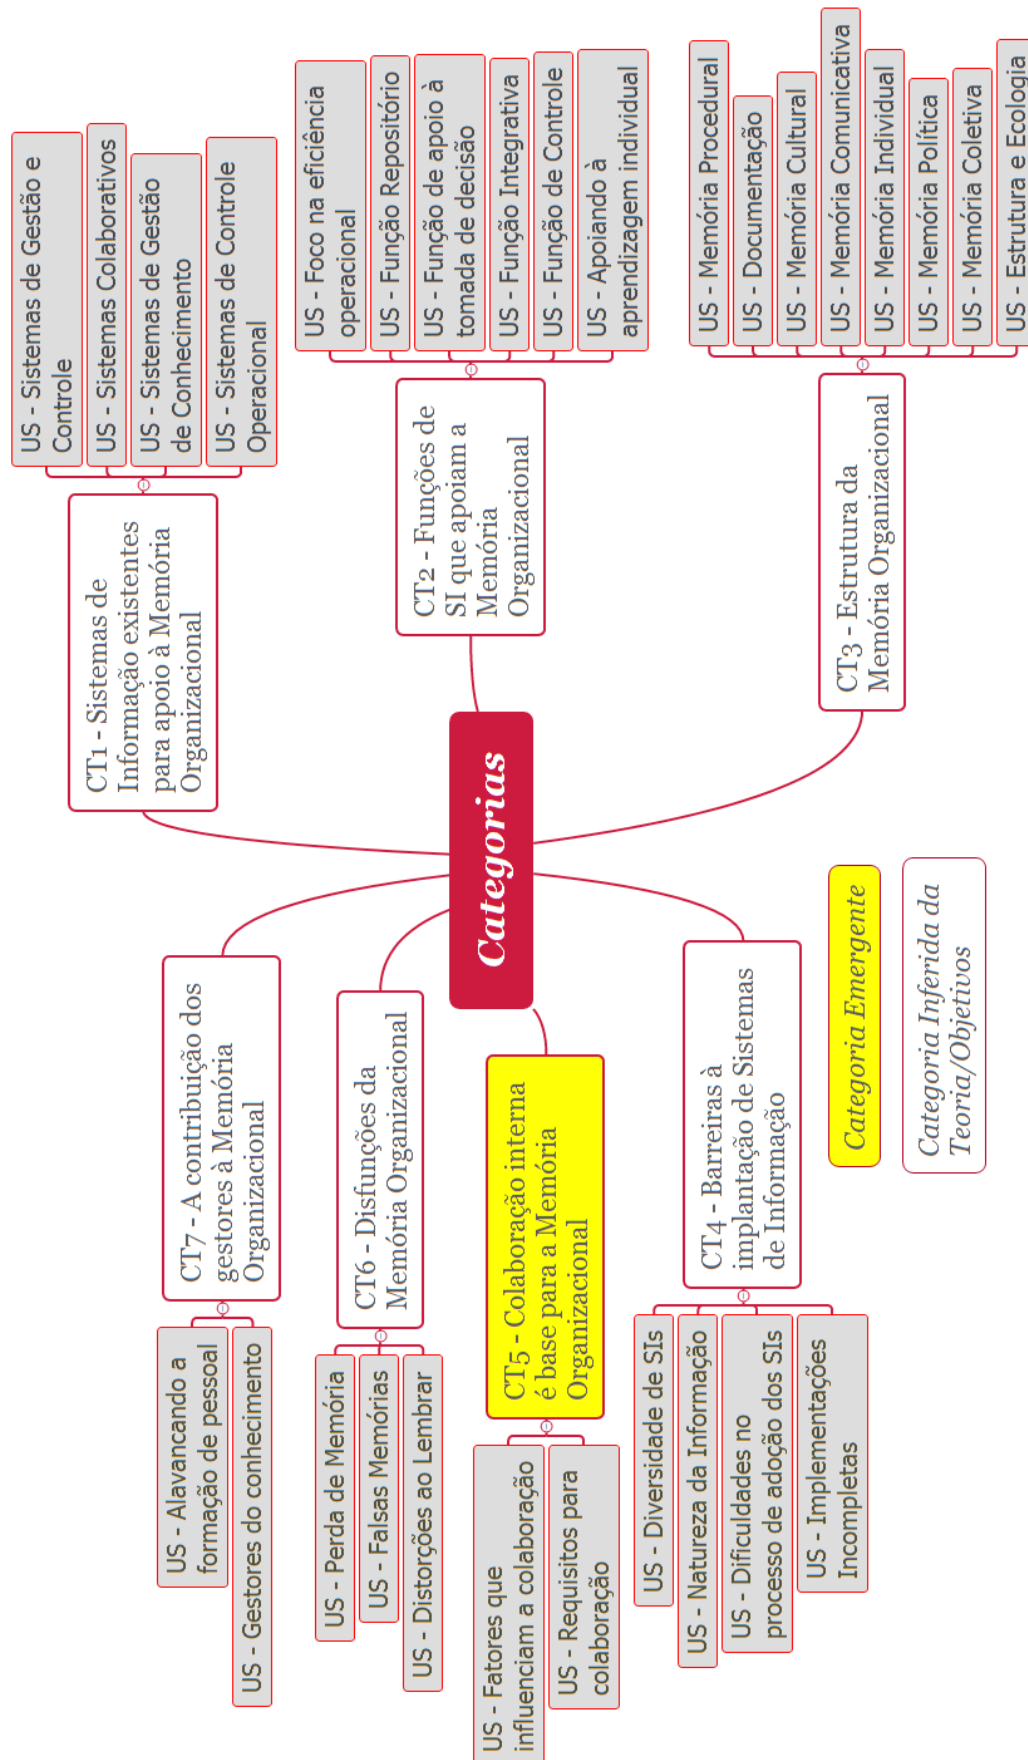 Categorias
CT1 - Sistemas de
Informação existentes
para apoio à Memória
Organizacional
US - Sistemas de Gestão e
Controle
US - Sistemas Colaborativos
US - Sistemas de Gestão
de Conhecimento
US - Sistemas de Controle
Operacional
CT2 - Funções de
SI que apoiam a
Memória
Organizacional
US - Foco na eficiência
operacional
US - Função Repositório
US - Função de apoio à
tomada de decisão
US - Função Integrativa
US - Função de Controle
US - Apoiando à
aprendizagem individual
CT3 - Estrutura da
Memória Organizacional
US - Memória Procedural
US - Documentação
US - Memória Cultural
US - Memória Comunicativa
US - Memória Individual
US - Memória Política
US - Memória Coletiva
US - Estrutura e Ecologia
CT7 - A contribuição dos
gestores à Memória
Organizacional
US - Alavancando a
formação de pessoal
US - Gestores do conhecimento
CT6 - Disfunções da
Memória Organizacional
US - Perda de Memória
US - Falsas Memórias
US - Distorções ao Lembrar
CT5 - Colaboração interna
é base para a Memória
Organizacional
US - Fatores que
influenciam a colaboração
US - Requisitos para
colaboração
CT4 - Barreiras à
implantação de Sistemas
de Informação
US - Diversidade de SIs
US - Natureza da Informação
US - Dificuldades no
processo de adoção dos SIs
US - Implementações
Incompletas
Categoria Emergente
Categoria Inferida da
Teoria/Objetivos